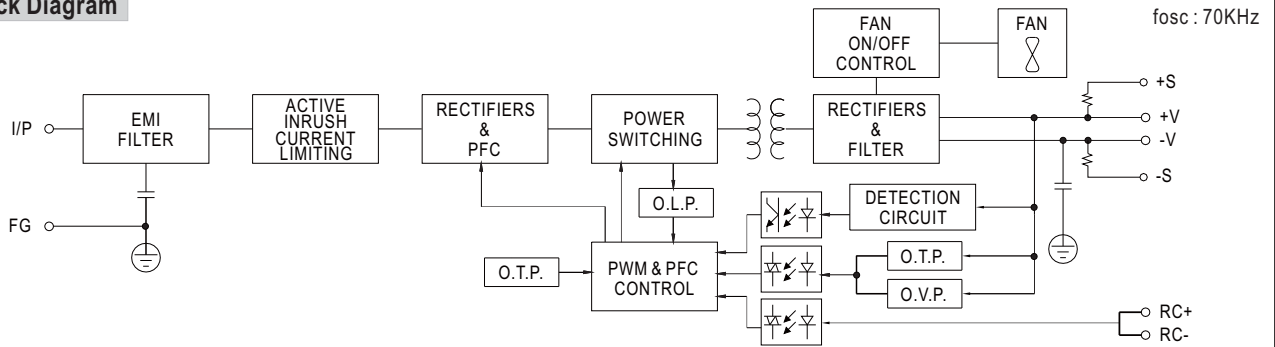 ck Diagram
fosc : 70KHz
FAN
ON/OFF
CONTROL
FAN
+S
I/P
EMI
FILTER
ACTIVE
INRUSH
CURRENT
LIMITING
RECTIFIERS
&
PFC
POWER
SWITCHING
RECTIFIERS
&
FILTER
+V
-V
-S
O.L.P.
DETECTION
CIRCUIT
FG
O.T.P.
PWM & PFC
CONTROL
O.T.P.
O.V.P.
RC+
RC-